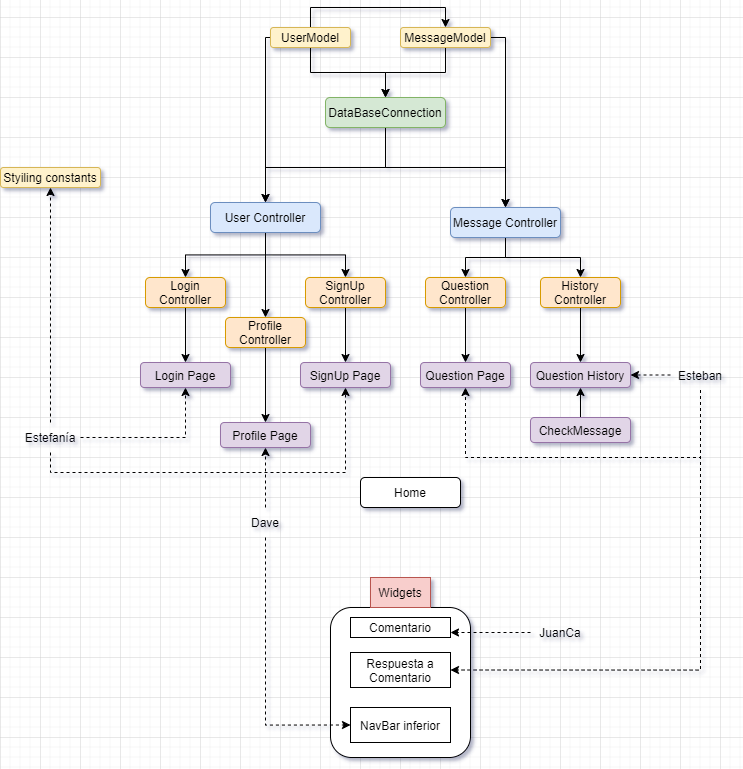 UserModel
MessageModel
DataBaseConnection
Styiling constants
User Controller
Message Controller
Login
Controller
SignUp
Controller
Question
Controller
History
Controller
Profile
Controller
Login Page
SignUp Page
Question Page
Question History
Esteban
Estefanía
Profile Page
CheckMessage
Home
Dave
Widgets
Comentario
JuanCa
Respuesta a
Comentario
NavBar inferior